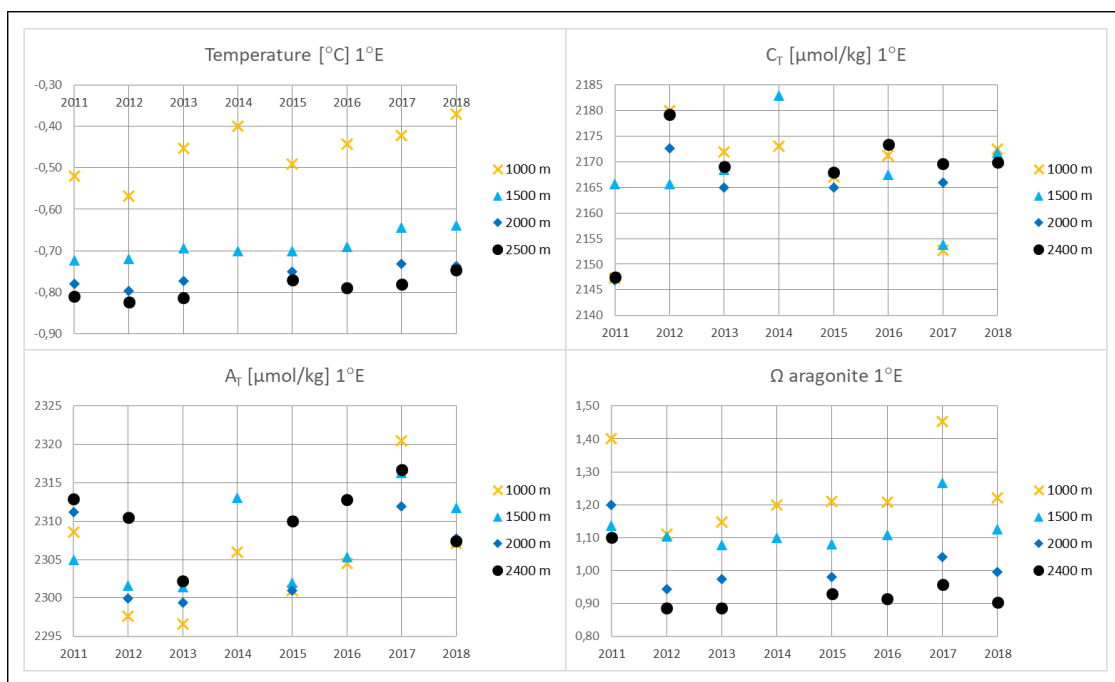 Temperature [°C] 1°E
-0,30
2011 2012 2013 2014 2015 2016 2017 2018
-0,40
-0,50
-0,60
-0,70
-0,80
-0,90
1000 m
1500 m
2000 m
2500 m
C_T [µmol/kg] 1°E
2185
2180
2175
2170
2165
2160
2155
2150
2145
2140
2011 2012 2013 2014 2015 2016 2017 2018
1000 m
1500 m
2000 m
2400 m
A_T [µmol/kg] 1°E
2325
2320
2315
2310
2305
2300
2295
2011 2012 2013 2014 2015 2016 2017 2018
1000 m
1500 m
2000 m
2400 m
Ω aragonite 1°E
1,50
1,40
1,30
1,20
1,10
1,00
0,90
0,80
2011 2012 2013 2014 2015 2016 2017 2018
1000 m
1500 m
2000 m
2400 m